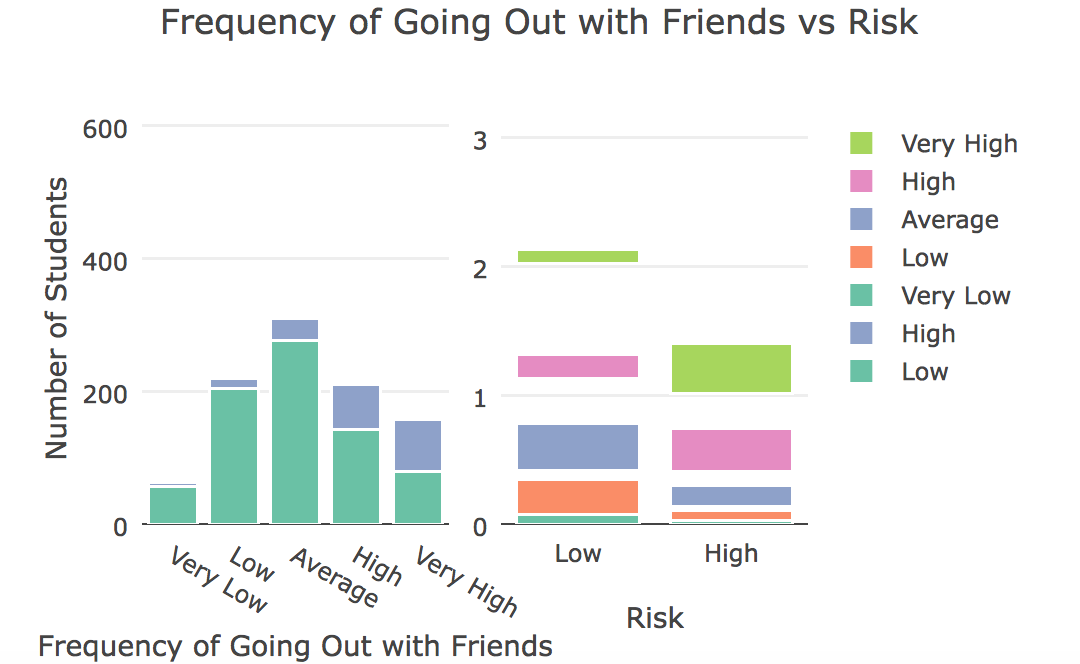 Frequency of Going Out with Friends vs Risk
Number of Students
600
400
200
0
Very Low
Low
Average
High
Very High
Frequency of Going Out with Friends
3
2
1
0
Low
High
Risk
Very High
High
Average
Low
Very Low
High
Low